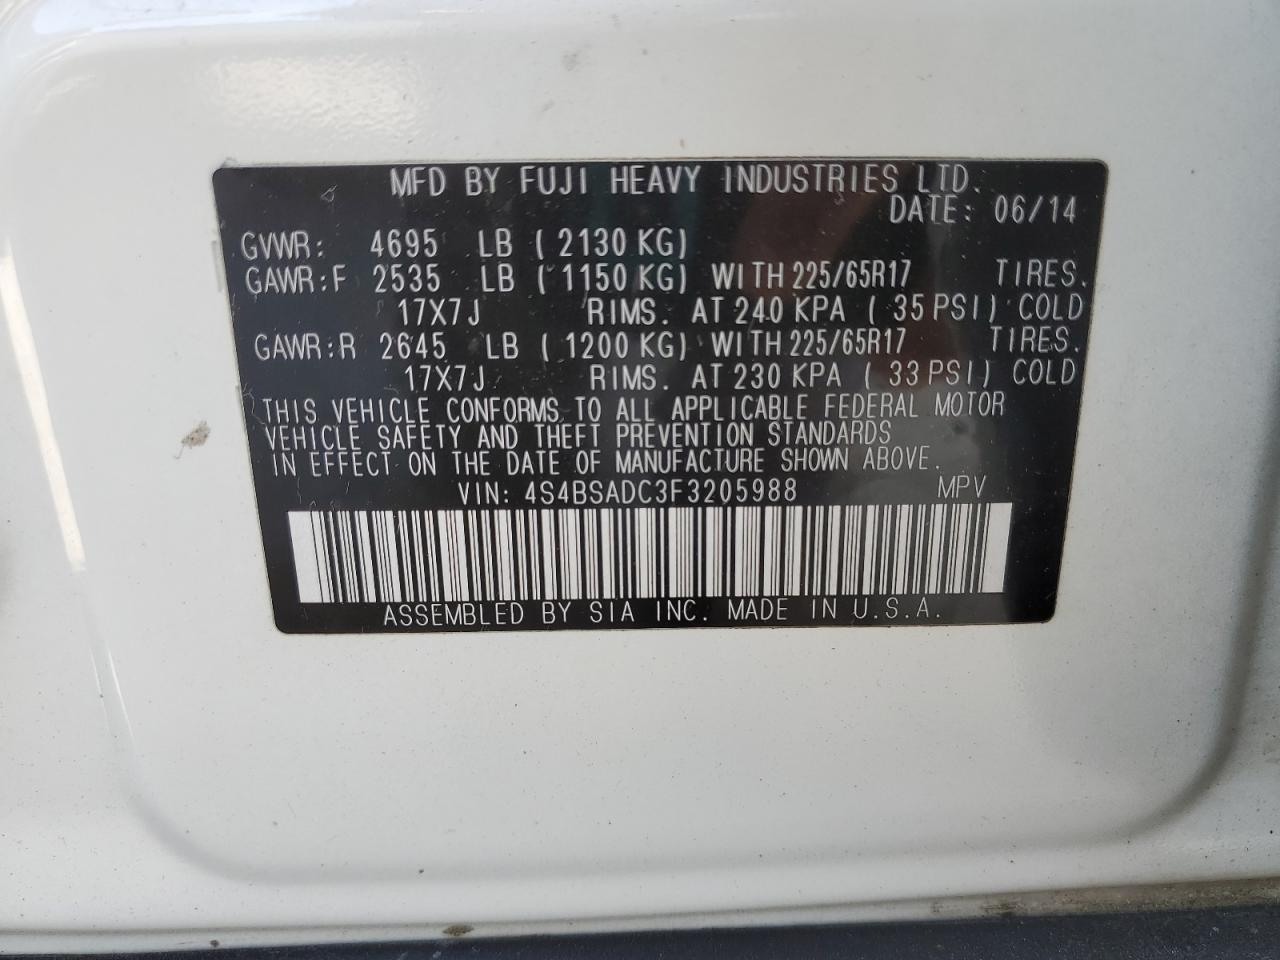 MFD BY FUJI HEAVY INDUSTRIES LTD.
DATE: 06/14
GVWR: 4695 LB ( 2130 KG)
GAWR:F 2535 LB ( 1150 KG) WITH 225/65R17 TIRES.
17X7J RIMS. AT 240 KPA ( 35 PSI) COLD
GAWR:R 2645 LB ( 1200 KG) WITH 225/65R17 TIRES.
17X7J RIMS. AT 230 KPA ( 33 PSI) COLD
THIS VEHICLE CONFORMS TO ALL APPLICABLE FEDERAL MOTOR
VEHICLE SAFETY AND THEFT PREVENTION STANDARDS
IN EFFECT ON THE DATE OF MANUFACTURE SHOWN ABOVE.
VIN: 4S4BSADC3F3205988 MPV
ASSEMBLED BY SIA INC. MADE IN U.S.A.